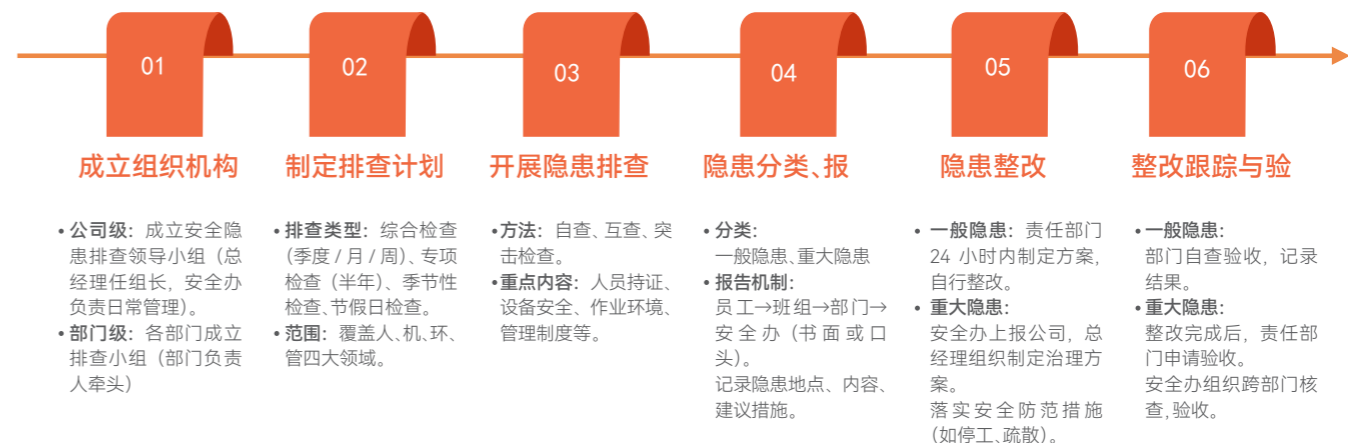 01
成立组织机构
• 公司级：成立安全隐
患排查领导小组（总
经理任组长，安全办
负责日常管理）。
• 部门级：各部门成立
排查小组（部门负责
人牵头）
02
制定排查计划
• 排查类型：综合检查
（季度 / 月 / 周）、专项
检查（半年）、季节性
检查、节假日检查。
• 范围：覆盖人、机、环、
管四大领域。
03
开展隐患排查
•方法：自查、互查、突
击检查。
•重点内容：人员持证、
设备安全、作业环境、
管理制度等。
04
隐患分类、报
• 分类：
一般隐患、重大隐患
• 报告机制：
员工→班组→部门→
安全办（书面或口
头）。
记录隐患地点、内容、
建议措施。
05
隐患整改
• 一般隐患：责任部门
24 小时内制定方案，
自行整改。
• 重大隐患：
安全办上报公司，总
经理组织制定治理方
案。
落实安全防范措施
（如停工、疏散）。
06
整改跟踪与验
•一般隐患：
部门自查验收，记录
结果。
•重大隐患：
整改完成后，责任部
门申请验收。
安全办组织跨部门核
查,验收。